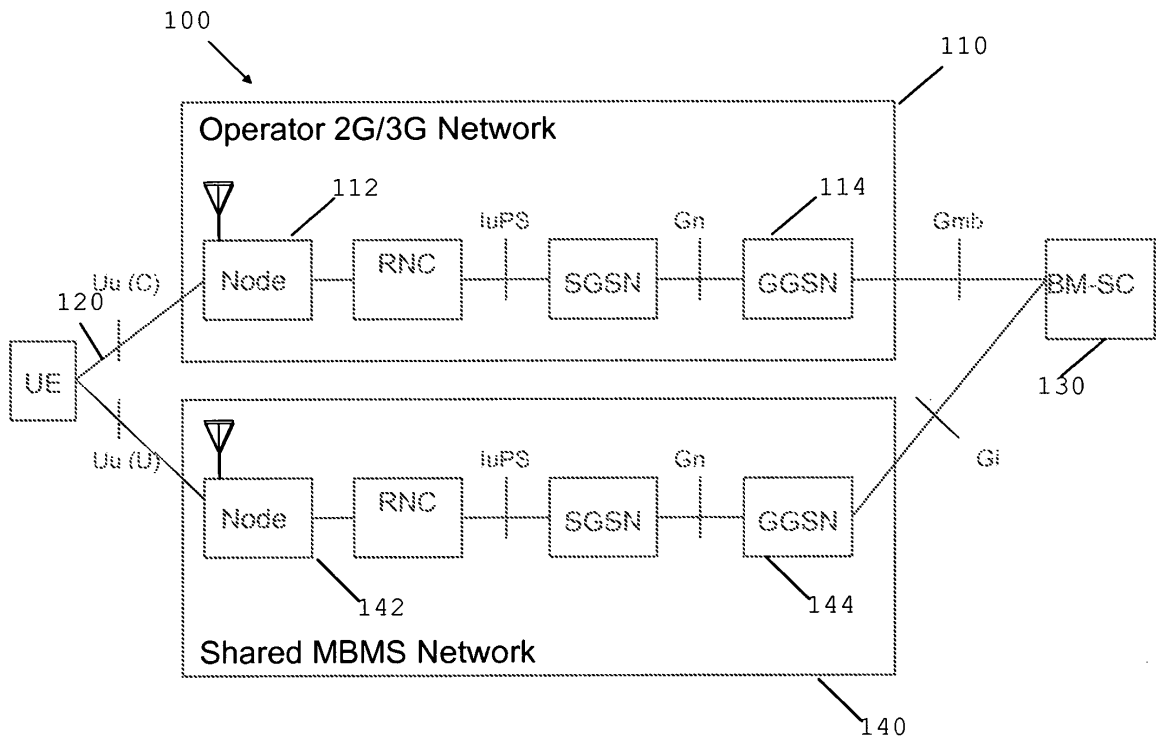 100
110
Operator 2G/3G Network
112
114
IuPS
Gn
Gmb
Node
RNC
SGSN
GGSN
BM-SC
Uu (C)
120
UE
130
Uu (U)
IuPS
Gn
Gi
Node
RNC
SGSN
GGSN
142
144
Shared MBMS Network
140